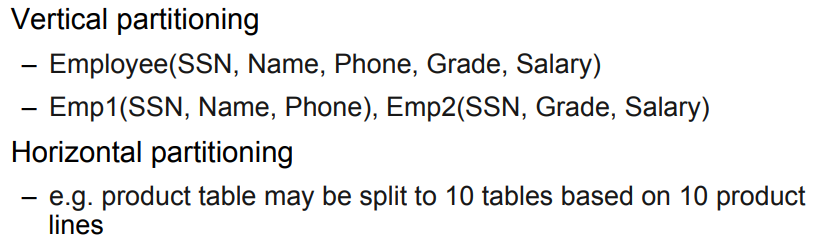 Vertical partitioning
– Employee(SSN, Name, Phone, Grade, Salary)
– Emp1(SSN, Name, Phone), Emp2(SSN, Grade, Salary)
Horizontal partitioning
– e.g. product table may be split to 10 tables based on 10 product
lines